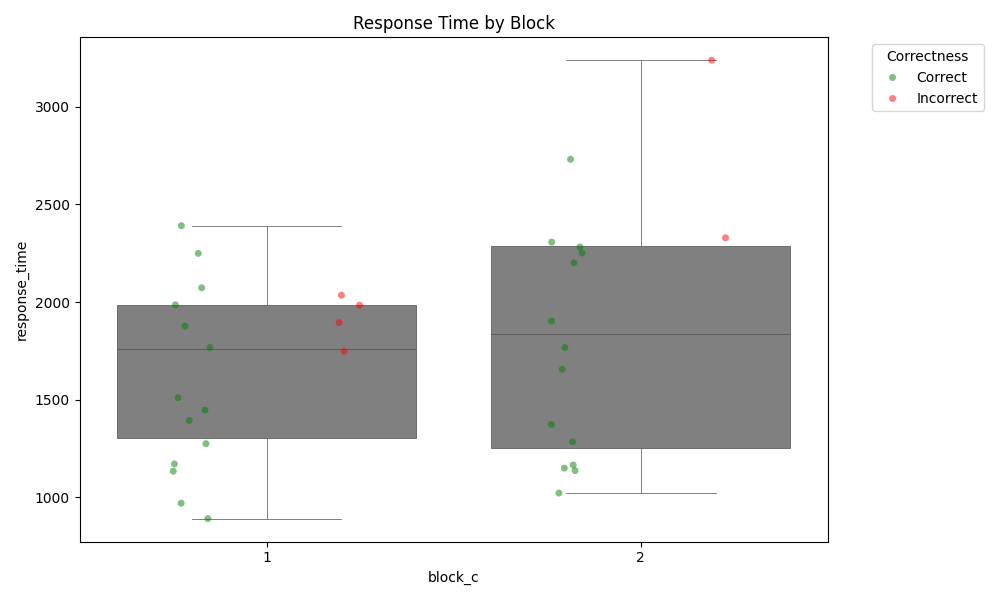 Response Time by Block
Correctness
Correct
Incorrect
3000
2500
2000
1500
1000
response_time
1
2
block_c